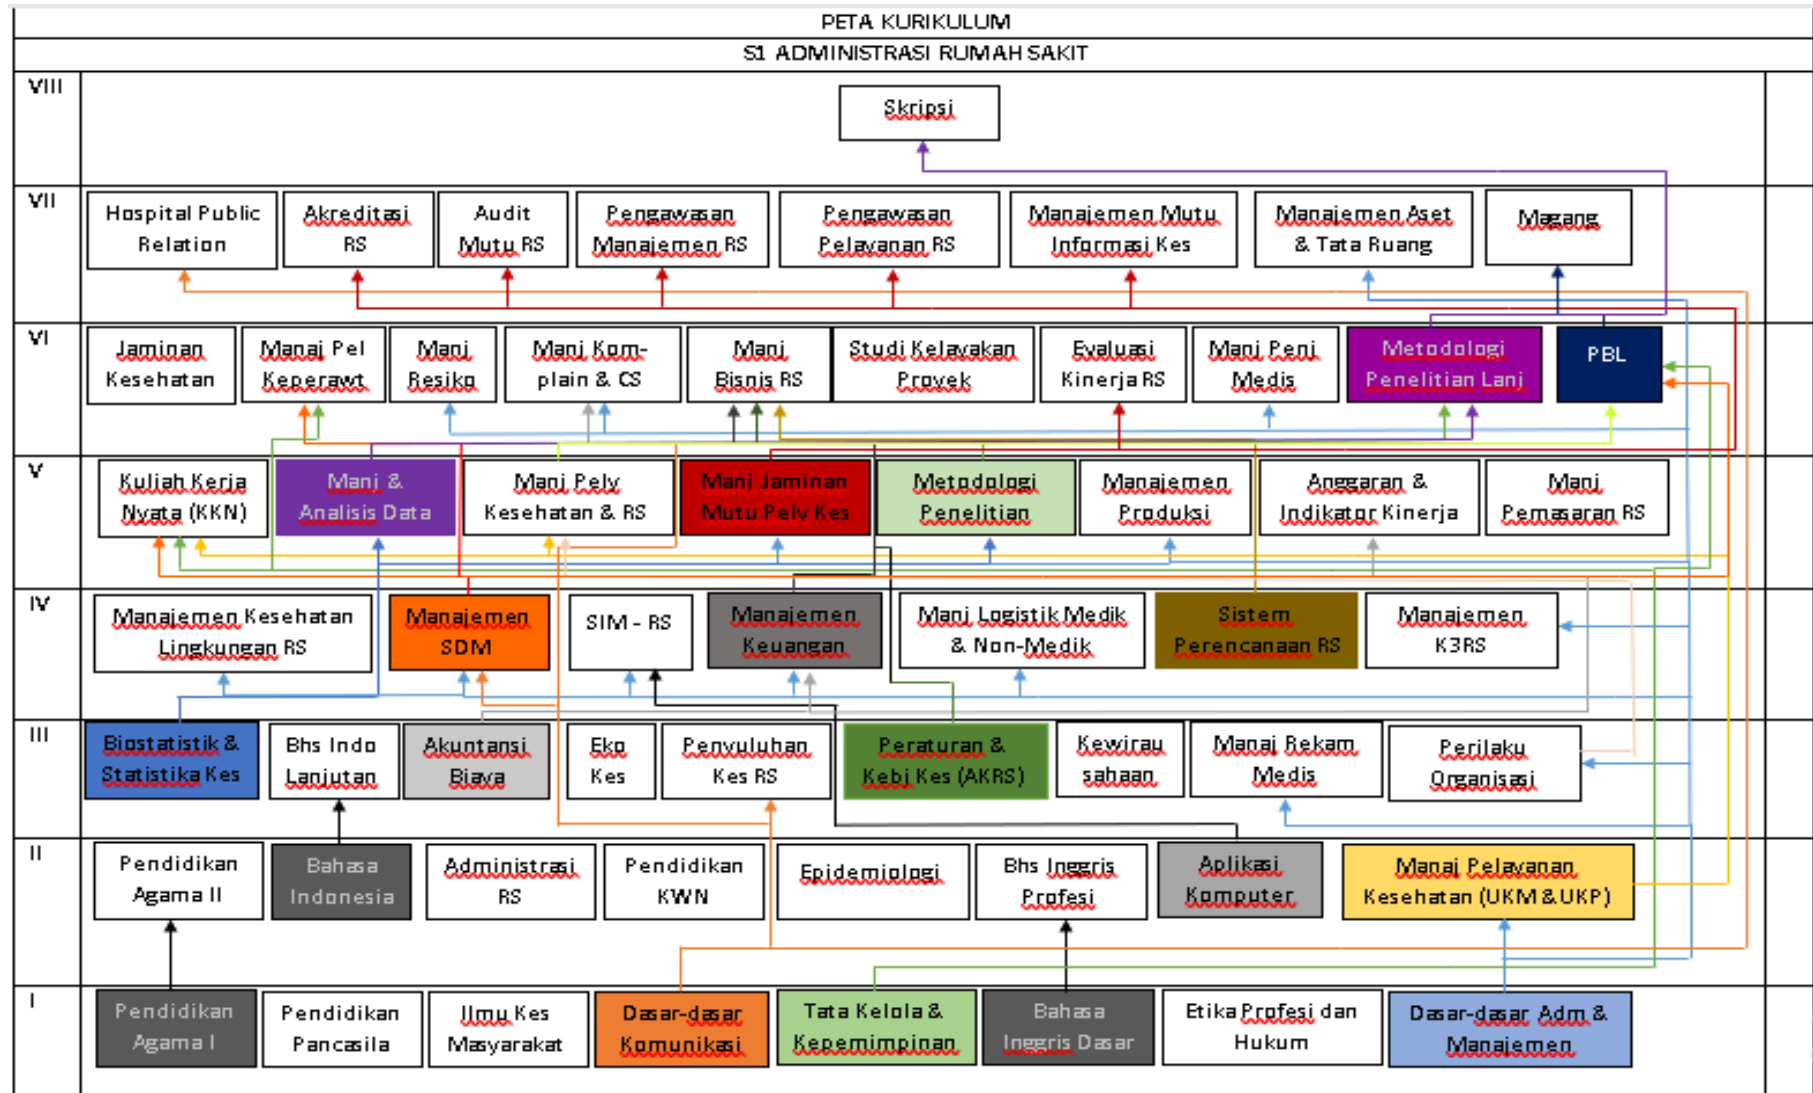 PETA KURIKULUM
S1 ADMINISTRASI RUMAH SAKIT
VIII
Skripsi
VII
Hospital Public
Relation
Akreditasi
RS
Audit
Mutu RS
Pengawasan
Manajemen RS
Pengawasan
Pelayanan RS
Manajemen Mutu
Informasi Kes
Manajemen Aset
& Tata Ruang
Magang
VI
Jaminan
Kesehatan
Manaj Pel
Keperawt
Manj
Resiko
Manj Kom-
plain & CS
Manj
Bisnis RS
Studi Kelayakan
Proyek
Evaluasi
Kinerja RS
Manj Penj
Medis
Metodologi
Penelitian Lanj
PBL
V
Kuliah Kerja
Nyata (KKN)
Manj &
Analisis Data
Manj Pely
Kesehatan & RS
Manj Jaminan
Mutu Pely Kes
Metodologi
Penelitian
Manajemen
Produksi
Anggaran &
Indikator Kinerja
Manj
Pemasaran RS
IV
Manajemen Kesehatan
Lingkungan RS
Manajemen
SDM
SIM - RS
Manajemen
Keuangan
Manj Logistik Medik
& Non-Medik
Sistem
Perencanaan RS
Manajemen
K3RS
III
Biostatistik &
Statistika Kes
Bhs Indo
Lanjutan
Akuntansi
Biaya
Eko
Kes
Penyuluhan
Kes RS
Peraturan &
Kebj Kes (AKRS)
Kewirau
sahaan
Manaj Rekam
Medis
Perilaku
Organisasi
II
Pendidikan
Agama II
Bahasa
Indonesia
Administrasi
RS
Pendidikan
KWN
Epidemiologi
Bhs Inggris
Profesi
Aplikasi
Komputer
Manaj Pelayanan
Kesehatan (UKM & UKP)
I
Pendidikan
Agama I
Pendidikan
Pancasila
Ilmu Kes
Masyarakat
Dasar-dasar
Komunikasi
Tata Kelola &
Kepemimpinan
Bahasa
Inggris Dasar
Etika Profesi dan
Hukum
Dasar-dasar Adm &
Manajemen